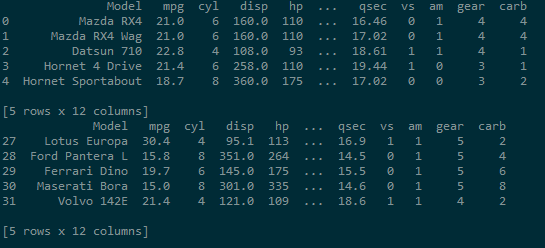 Model mpg cyl disp hp ... qsec vs am gear carb
0 Mazda RX4 21.0 6 160.0 110 ... 16.46 0 1 4 4
1 Mazda RX4 Wag 21.0 6 160.0 110 ... 17.02 0 1 4 4
2 Datsun 710 22.8 4 108.0 93 ... 18.61 1 1 4 1
3 Hornet 4 Drive 21.4 6 258.0 110 ... 19.44 1 0 3 1
4 Hornet Sportabout 18.7 8 360.0 175 ... 17.02 0 0 3 2
[5 rows x 12 columns]
Model mpg cyl disp hp ... qsec vs am gear carb
27 Lotus Europa 30.4 4 95.1 113 ... 16.9 1 1 5 2
28 Ford Pantera L 15.8 8 351.0 264 ... 14.5 0 1 5 4
29 Ferrari Dino 19.7 6 145.0 175 ... 15.5 0 1 5 6
30 Maserati Bora 15.0 8 301.0 335 ... 14.6 0 1 5 8
31 Volvo 142E 21.4 4 121.0 109 ... 18.6 1 1 4 2
[5 rows x 12 columns]